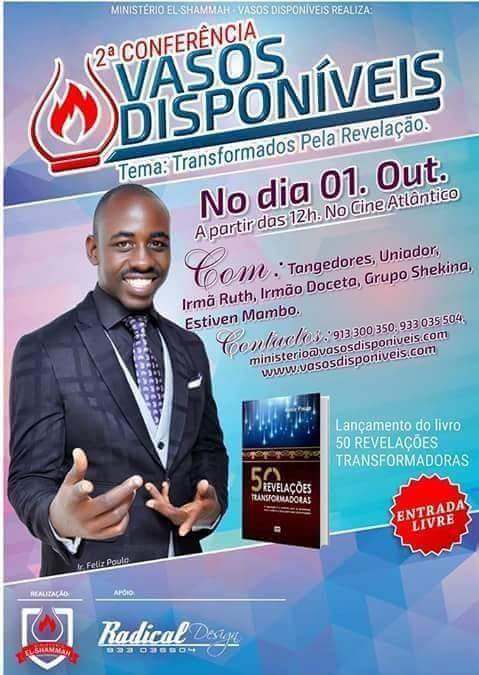 MINISTÉRIO EL-SHAMMAH - VASOS DISPONÍVEIS REALIZA:
2ª CONFERÊNCIA
VASOS
DISPONÍVEIS
Tema: Transformados Pela Revelação.
No dia 01. Out.
A partir das 12h. No Cine Atlântico
Com.: Tangedores, Uniador,
Irmã Ruth, Irmão Doceta, Grupo Shekina,
Estiven Mambo.
Contactos.: 913 300 350, 933 035 504,
ministerio@vasosdisponiveis.com
www.vasosdisponiveis.com
Paulo
50
REVELAÇÕES
TRANSFORMADORAS
Lançamento do livro
50 REVELAÇÕES
TRANSFORMADORAS
ENTRADA
LIVRE
Ir. Feliz Paulo
REALIZAÇÃO:
EL-SHAMMAH
APÓIO:
Radical Design
933 035504